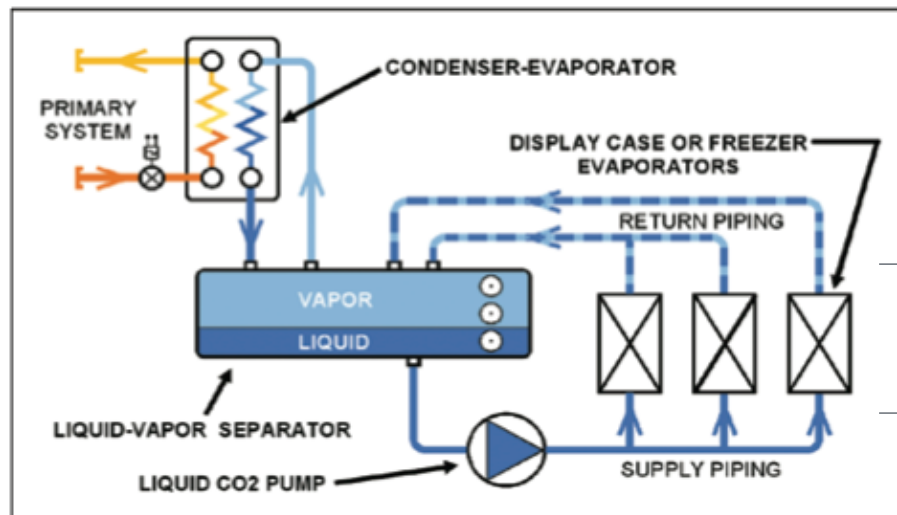 CONDENSER-EVAPORATOR
PRIMARY
SYSTEM
DISPLAY CASE OR FREEZER
EVAPORATORS
RETURN PIPING
VAPOR
LIQUID
LIQUID-VAPOR SEPARATOR
LIQUID CO2 PUMP
SUPPLY PIPING